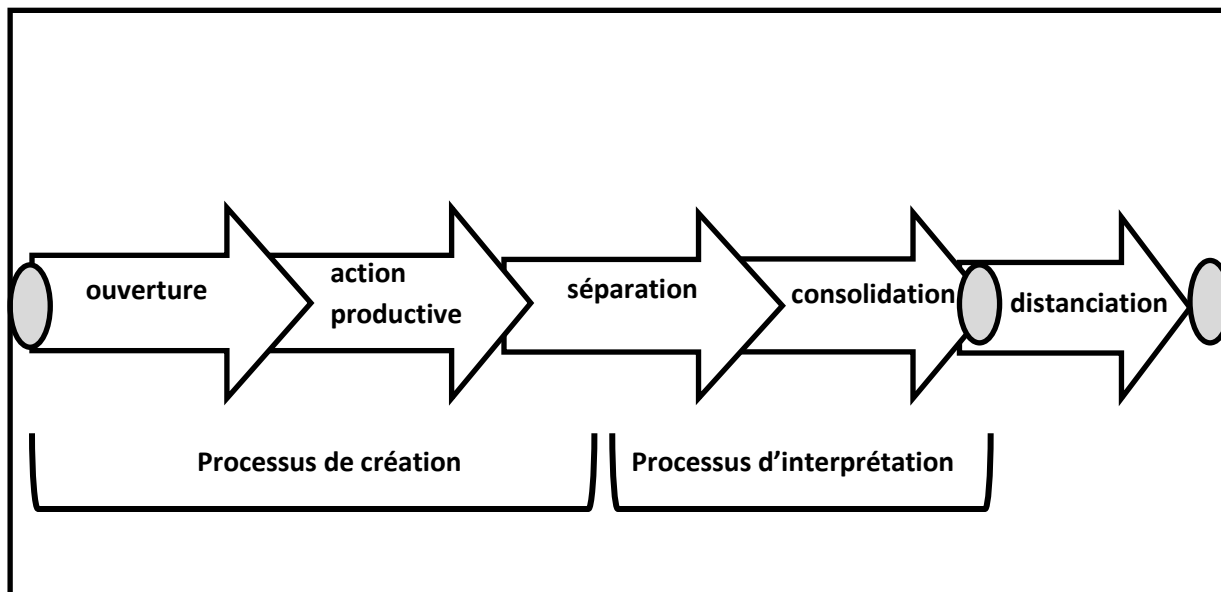 ouverture
action
productive
séparation
consolidation
distanciation
Processus de création
Processus d’interprétation